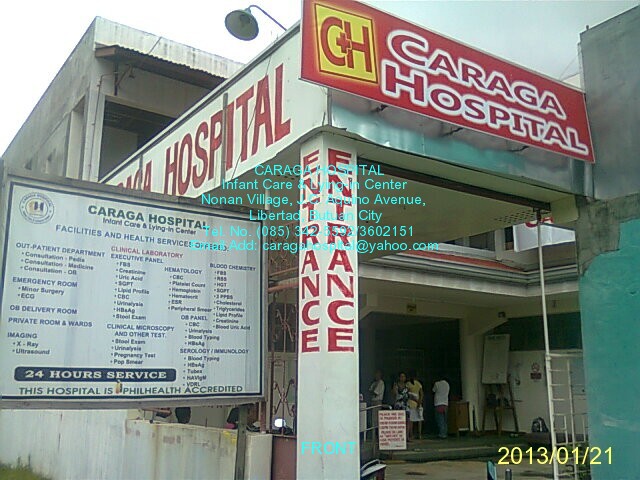 CH CARAGA
HOSPITAL
CARAGA HOSPITAL
ENTRANCE
ENTRANCE
CARAGA HOSPITAL
Infant Care & Lying-In Center
Nonan Village, J.C. Aquino Avenue,
Libertad, Butuan City
Tel. No. (085) 342
3602151
Email Add: caragahospital@yahoo.com
CARAGA HOSPITAL
Infant Care & Lying-in Center
FACILITIES AND HEALTH SERVICES
OUT-PATIENT DEPARTMENT
• Consultation - Pedia
• Consultation - Medicine
• Consultation - OB
EMERGENCY ROOM
• Minor Surgery
• ECG
OB DELIVERY ROOM
PRIVATE ROOM & WARDS
IMAGING
• X - Ray
• Ultrasound
CLINICAL LABORATORY
EXECUTIVE PANEL
• FBS
• Creatinine
• Uric Acid
• SGPT
• Lipid Profile
• CBC
• Urinalysis
• HBsAg
• Stool Exam
CLINICAL MICROSCOPY
AND OTHER TEST.
• Stool Exam
• Urinalysis
• Pregnancy Test
• Pap Smear
HEMATOLOGY
• CBC
• Platelet Count
• Hemoglobin
• Hematocrit
• ESR
• Peripheral Smear
OB PANEL
• CBC
• Urinalysis
• Blood Typing
• HBsAg
SEROLOGY / IMMUNOLOGY
• Blood Typing
• HBsAg
• Tubex
• HAVIgM
• VDRL
BLOOD CHEMISTRY
• FBS
• RBS
• HGT
• SGPT
• 2 PPBS
• Cholesterol
• Triglycerides
• Lipid Profile
• Creatinine
• Blood Uric Acid
24 HOURS SERVICE
THIS HOSPITAL IS PHILHEALTH ACCREDITED
FRONT
2013/01/21